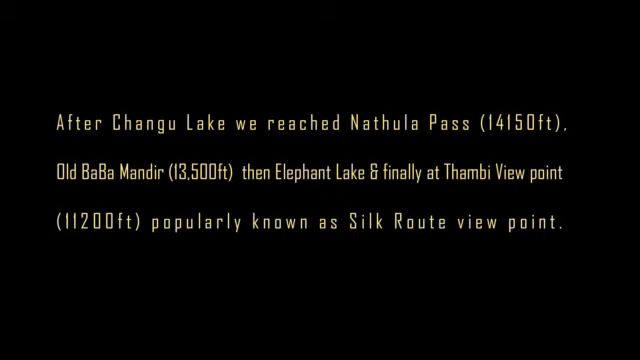 After Changu Lake we reached Nathula Pass (14150ft),
Old BaBa Mandir (13,500ft) then Elephant Lake & finally at Thambi View point
(11200ft) popularly known as Silk Route view point.